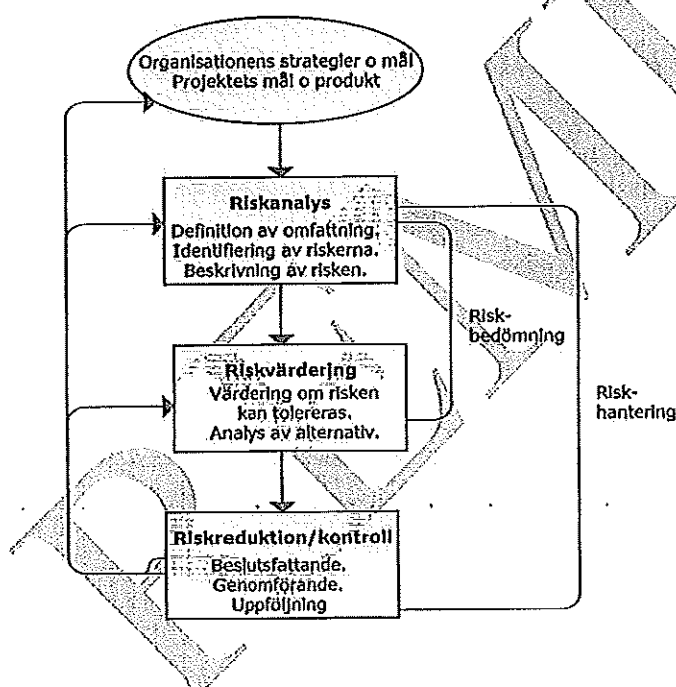 Organisationens strategier o mål
Projektets mål o produkt
Riskanalys
Definition av omfattning.
Identifiering av riskerna.
Beskrivning av risken.
Risk-
bedömning
Riskvärdering
Värdering om risken
kan tolereras.
Analys av alternativ.
Risk-
hantering
Riskreduktion/kontroll
Beslutsfattande.
Genomförande.
Uppföljning